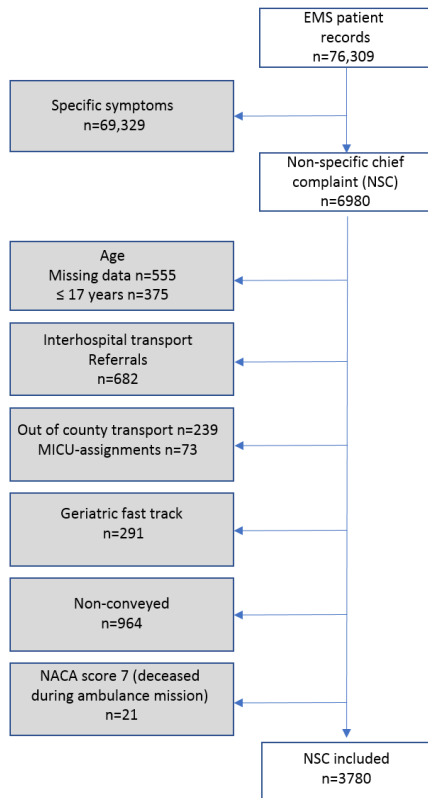 EMS patient
records
n=76,309
Specific symptoms
n=69,329
Non-specific chief
complaint (NSC)
n=6980
Age
Missing data n=555
≤ 17 years n=375
Interhospital transport
Referrals
n=682
Out of county transport n=239
MICU-assignments n=73
Geriatric fast track
n=291
Non-conveyed
n=964
NACA score 7 (deceased
during ambulance mission)
n=21
NSC included
n=3780